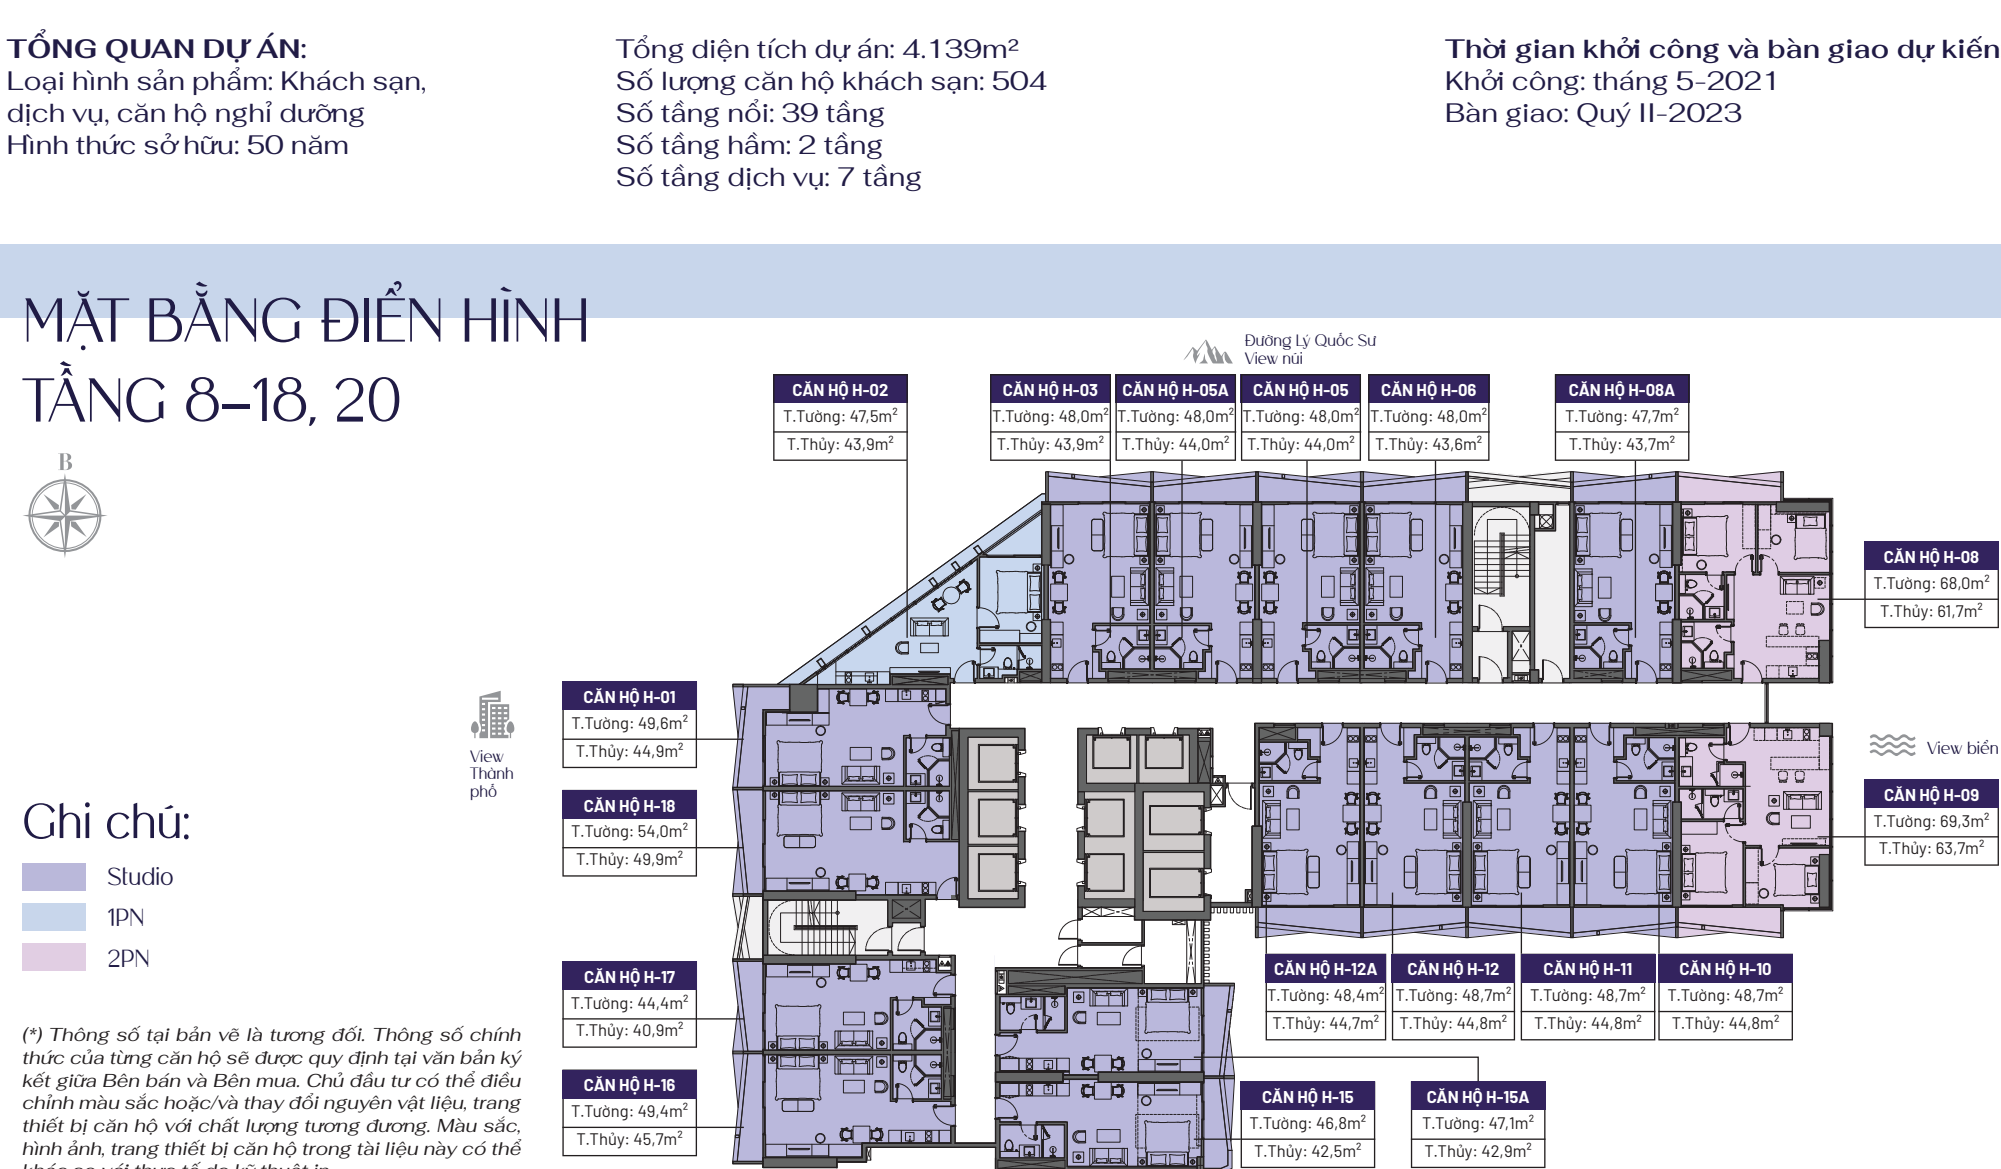 TỔNG QUAN DỰ ÁN:
Loại hình sản phẩm: Khách sạn,
dịch vụ, căn hộ nghỉ dưỡng
Hình thức sở hữu: 50 năm
Tổng diện tích dự án: 4.139m²
Số lượng căn hộ khách sạn: 504
Số tầng nổi: 39 tầng
Số tầng hầm: 2 tầng
Số tầng dịch vụ: 7 tầng
Thời gian khởi công và bàn giao dự kiến
Khởi công: tháng 5-2021
Bàn giao: Quý II-2023
MẶT BẰNG ĐIỂN HÌNH
TẦNG 8–18, 20
B
Đường Lý Quốc Sư
View núi
CĂN HỘ H-02
T.Tường: 47,5m²
T.Thủy: 43,9m²
CĂN HỘ H-03
T.Tường: 48,0m²
T.Thủy: 43,9m²
CĂN HỘ H-05A
T.Tường: 48,0m²
T.Thủy: 44,0m²
CĂN HỘ H-05
T.Tường: 48,0m²
T.Thủy: 44,0m²
CĂN HỘ H-06
T.Tường: 48,0m²
T.Thủy: 43,6m²
CĂN HỘ H-08A
T.Tường: 47,7m²
T.Thủy: 43,7m²
CĂN HỘ H-08
T.Tường: 68,0m²
T.Thủy: 61,7m²
CĂN HỘ H-01
T.Tường: 49,6m²
T.Thủy: 44,9m²
View
Thành
phố
View biển
CĂN HỘ H-18
T.Tường: 54,0m²
T.Thủy: 49,9m²
CĂN HỘ H-09
T.Tường: 69,3m²
T.Thủy: 63,7m²
Ghi chú:
Studio
1PN
2PN
CĂN HỘ H-17
T.Tường: 44,4m²
T.Thủy: 40,9m²
CĂN HỘ H-12A
T.Tường: 48,4m²
T.Thủy: 44,7m²
CĂN HỘ H-12
T.Tường: 48,7m²
T.Thủy: 44,8m²
CĂN HỘ H-11
T.Tường: 48,7m²
T.Thủy: 44,8m²
CĂN HỘ H-10
T.Tường: 48,7m²
T.Thủy: 44,8m²
CĂN HỘ H-16
T.Tường: 49,4m²
T.Thủy: 45,7m²
CĂN HỘ H-15
T.Tường: 46,8m²
T.Thủy: 42,5m²
CĂN HỘ H-15A
T.Tường: 47,1m²
T.Thủy: 42,9m²
(*) Thông số tại bản vẽ là tương đối. Thông số chính
thức của từng căn hộ sẽ được quy định tại văn bản ký
kết giữa Bên bán và Bên mua. Chủ đầu tư có thể điều
chỉnh màu sắc hoặc/và thay đổi nguyên vật liệu, trang
thiết bị căn hộ với chất lượng tương đương. Màu sắc,
hình ảnh, trang thiết bị căn hộ trong tài liệu này có thể
khác so với thực tế do kỹ thuật in